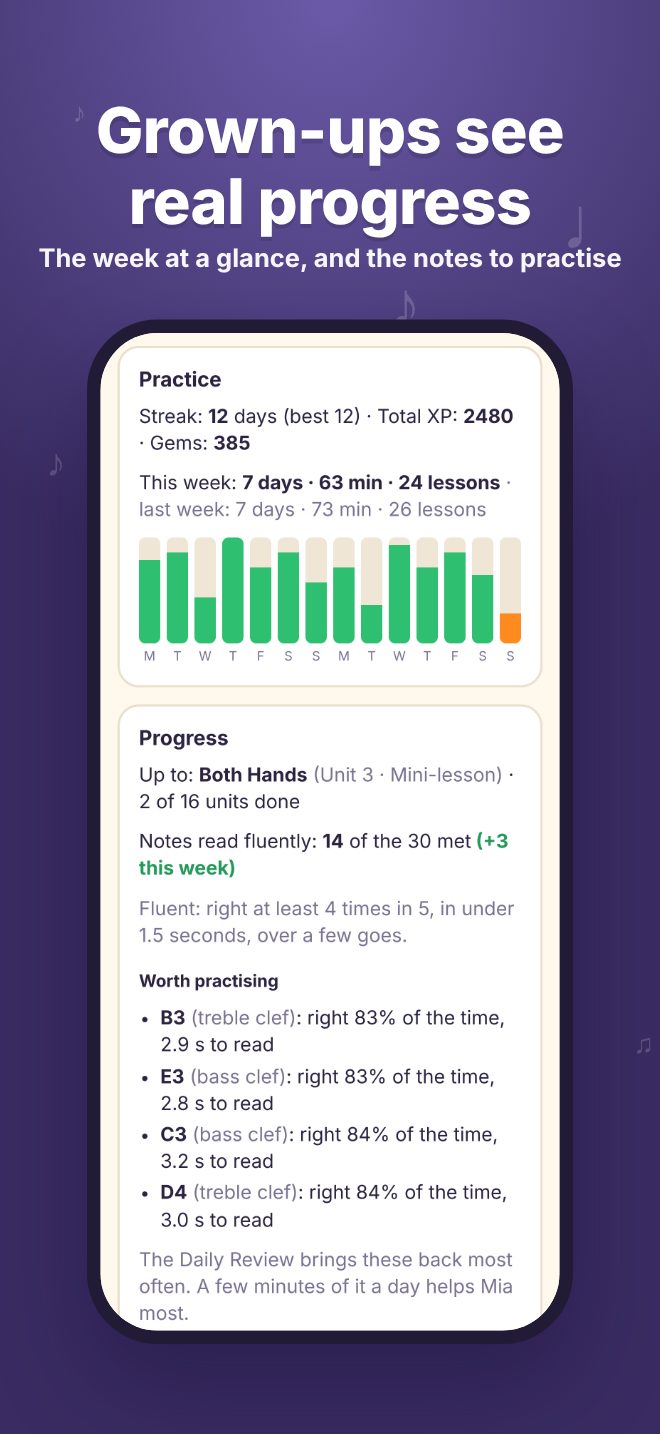 Grown-ups see
real progress
The week at a glance, and the notes to practise
Practice
Streak: 12 days (best 12) · Total XP: 2480
· Gems: 385
This week: 7 days · 63 min · 24 lessons ·
last week: 7 days · 73 min · 26 lessons
M T W T F S S M T W T F S S
Progress
Up to: Both Hands (Unit 3 · Mini-lesson) ·
2 of 16 units done
Notes read fluently: 14 of the 30 met (+3
this week)
Fluent: right at least 4 times in 5, in under
1.5 seconds, over a few goes.
Worth practising
• B3 (treble clef): right 83% of the time,
2.9 s to read
• E3 (bass clef): right 83% of the time,
2.8 s to read
• C3 (bass clef): right 84% of the time,
3.2 s to read
• D4 (treble clef): right 84% of the time,
3.0 s to read
The Daily Review brings these back most
often. A few minutes of it a day helps Mia
most.